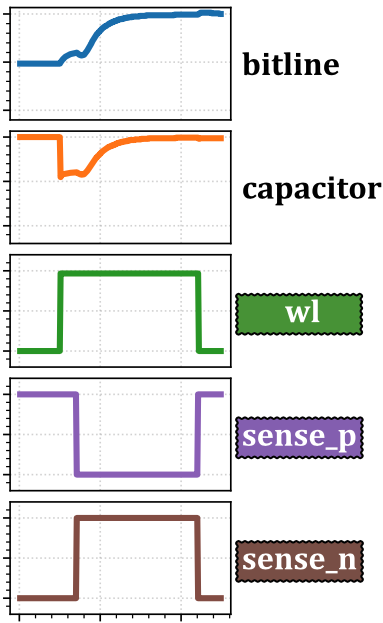 bitline
capacitor
wl
sense_p
sense_n